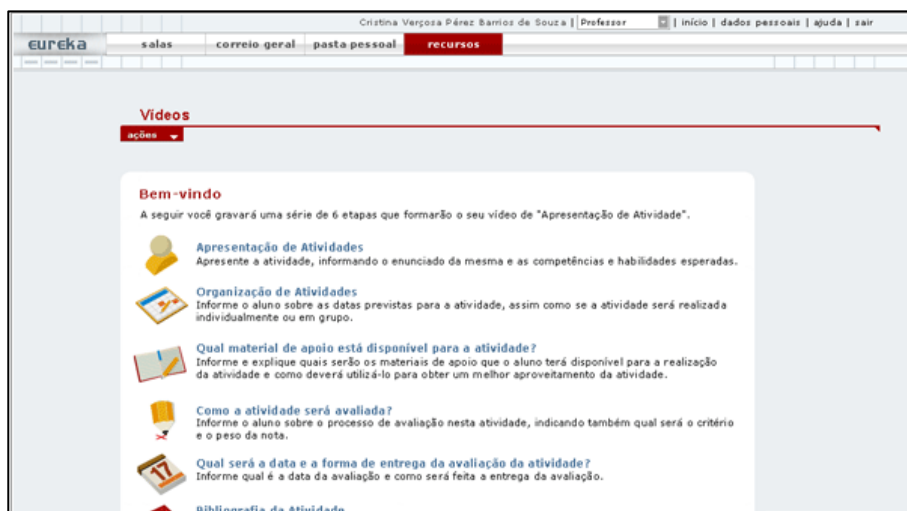 Cristina Verçosa Pérez Barrios de Souza | Professor | início | dados pessoais | ajuda | sair
eureka salas correio geral pasta pessoal recursos
Vídeos
ações
Bem-vindo
A seguir você gravará uma série de 6 etapas que formarão o seu vídeo de "Apresentação de Atividade".
Apresentação de Atividades
Apresente a atividade, informando o enunciado da mesma e as competências e habilidades esperadas.
Organização de Atividades
Informe o aluno sobre as datas previstas para a atividade, assim como se a atividade será realizada
individualmente ou em grupo.
Qual material de apoio está disponível para a atividade?
Informe e explique quais serão os materiais de apoio que o aluno terá disponível para a realização
da atividade e como deverá utilizá-lo para obter um melhor aproveitamento da atividade.
Como a atividade será avaliada?
Informe o aluno sobre o processo de avaliação nesta atividade, indicando também qual será o critério
e o peso da nota.
17
Qual será a data e a forma de entrega da avaliação da atividade?
Informe qual é a data da avaliação e como será feita a entrega da avaliação.
Bibliografia da Atividade